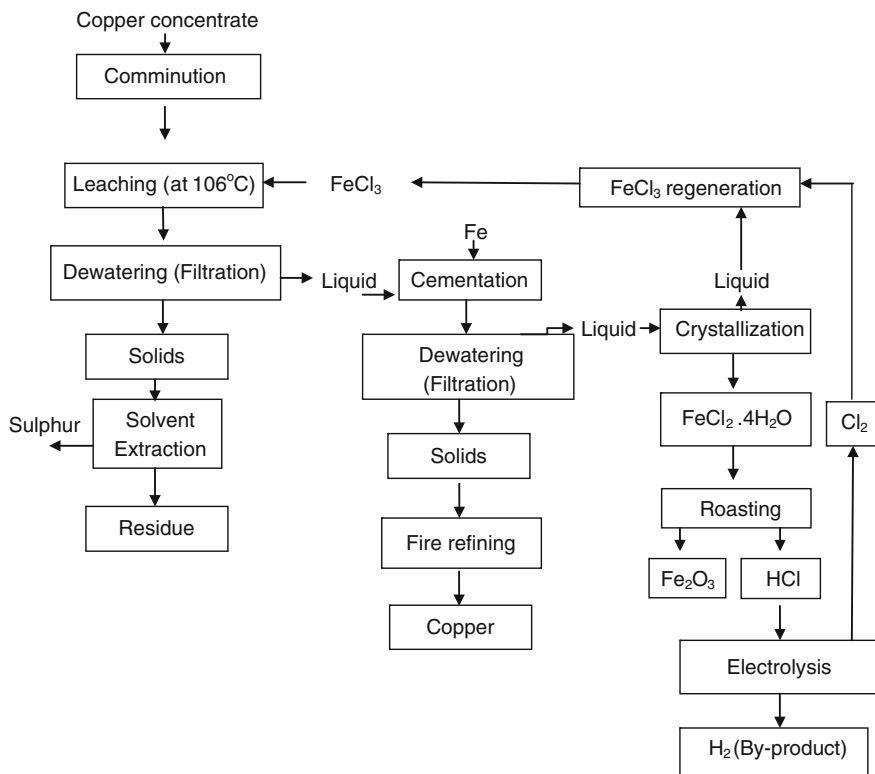 Copper concentrate
Comminution
Leaching (at 106°C)
FeCl₃
FeCl₃ regeneration
Fe
Dewatering (Filtration)
Liquid
Cementation
Liquid
Liquid
Crystallization
Dewatering
(Filtration)
Solids
Sulphur
Solvent
Extraction
Residue
Solids
Fire refining
Copper
FeCl₂ .4H₂O
Cl₂
Roasting
Fe₂O₃
HCl
Electrolysis
H₂ (By-product)